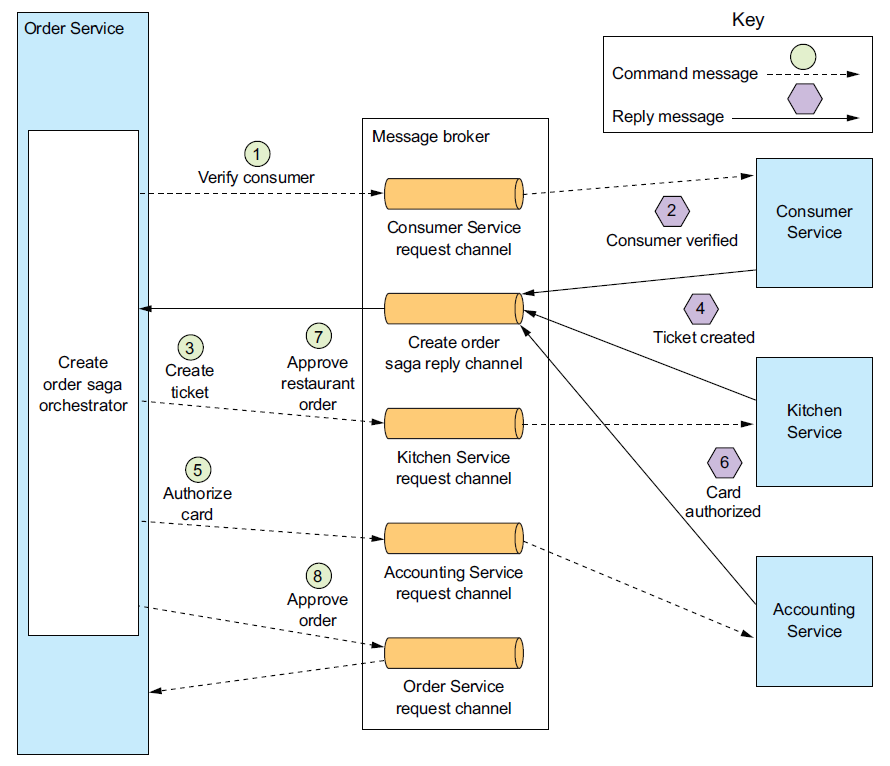 Order Service
Key
Command message
Reply message
Message broker
1
Verify consumer
Consumer Service
request channel
2
Consumer verified
Consumer
Service
Create order
saga reply channel
4
Ticket created
3
Create
ticket
7
Approve
restaurant
order
Create
order saga
orchestrator
Kitchen
Service
Kitchen Service
request channel
6
Card
authorized
5
Authorize
card
Accounting Service
request channel
8
Approve
order
Accounting
Service
Order Service
request channel